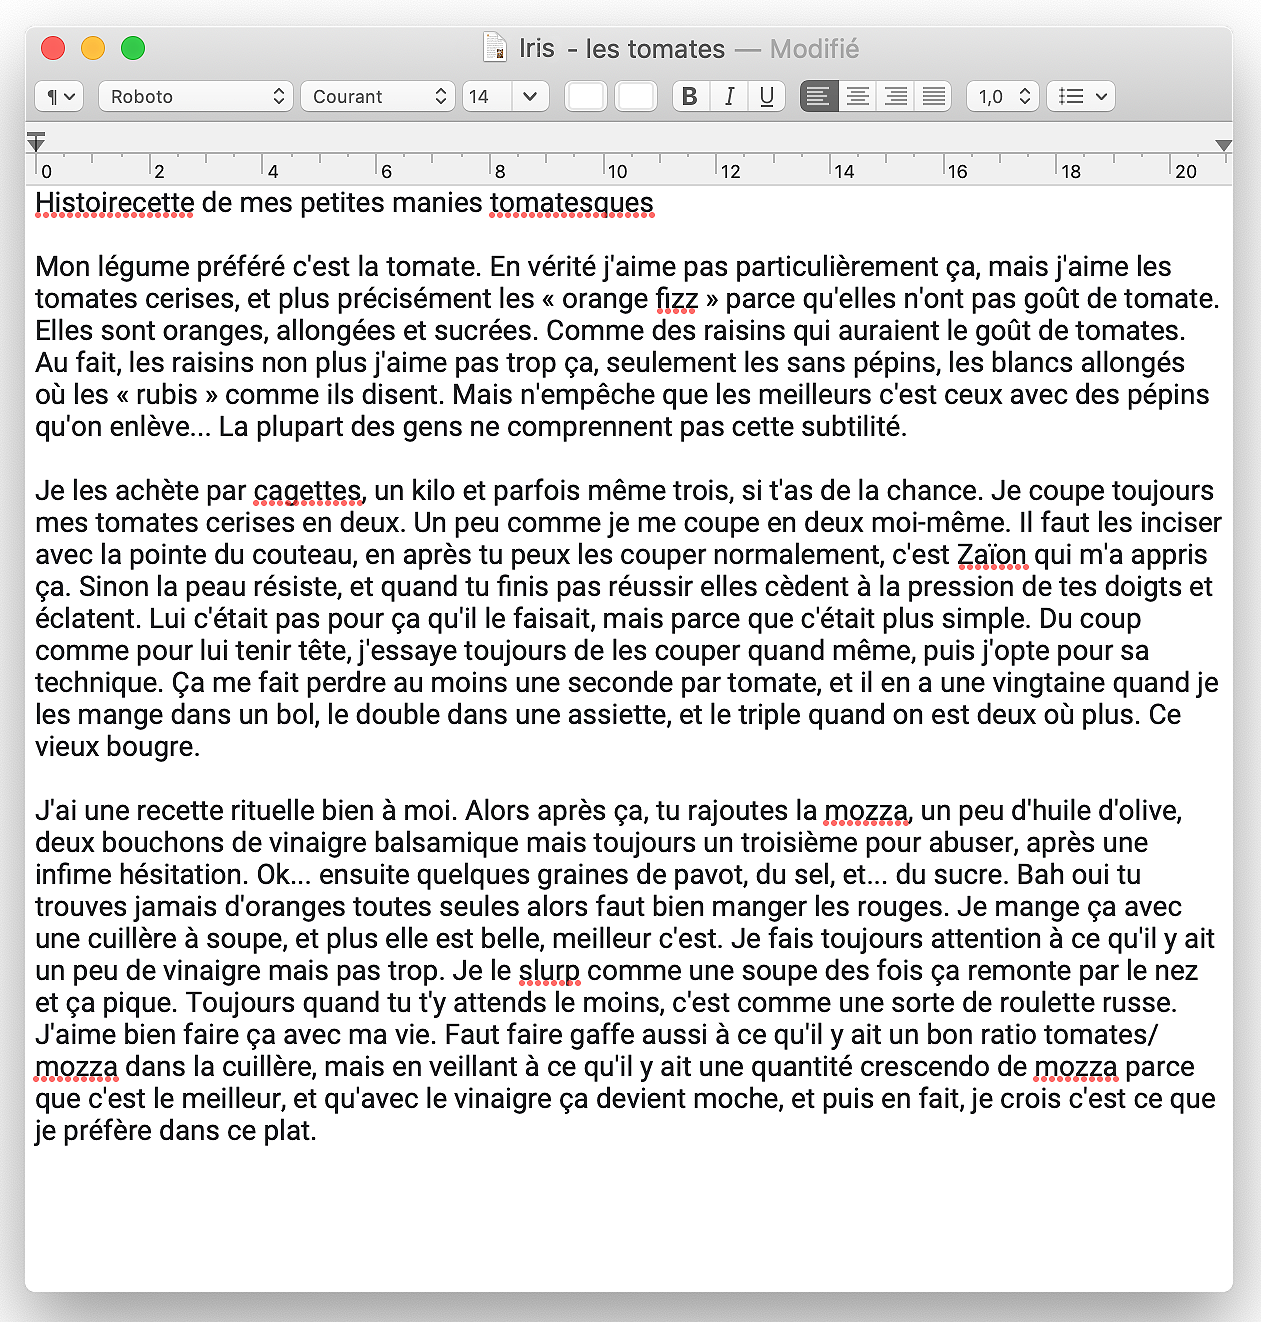 Iris - les tomates — Modifié
¶ Roboto Courant 14 B I U 1,0
0 2 4 6 8 10 12 14 16 18 20
Histoirecette de mes petites manies tomatesques
Mon légume préféré c'est la tomate. En vérité j'aime pas particulièrement ça, mais j'aime les
tomates cerises, et plus précisément les « orange fizz » parce qu'elles n'ont pas goût de tomate.
Elles sont oranges, allongées et sucrées. Comme des raisins qui auraient le goût de tomates.
Au fait, les raisins non plus j'aime pas trop ça, seulement les sans pépins, les blancs allongés
où les « rubis » comme ils disent. Mais n'empêche que les meilleurs c'est ceux avec des pépins
qu'on enlève... La plupart des gens ne comprennent pas cette subtilité.
Je les achète par cagettes, un kilo et parfois même trois, si t'as de la chance. Je coupe toujours
mes tomates cerises en deux. Un peu comme je me coupe en deux moi-même. Il faut les inciser
avec la pointe du couteau, en après tu peux les couper normalement, c'est Zaïon qui m'a appris
ça. Sinon la peau résiste, et quand tu finis pas réussir elles cèdent à la pression de tes doigts et
éclatent. Lui c'était pas pour ça qu'il le faisait, mais parce que c'était plus simple. Du coup
comme pour lui tenir tête, j'essaye toujours de les couper quand même, puis j'opte pour sa
technique. Ça me fait perdre au moins une seconde par tomate, et il en a une vingtaine quand je
les mange dans un bol, le double dans une assiette, et le triple quand on est deux où plus. Ce
vieux bougre.
J'ai une recette rituelle bien à moi. Alors après ça, tu rajoutes la mozza, un peu d'huile d'olive,
deux bouchons de vinaigre balsamique mais toujours un troisième pour abuser, après une
infime hésitation. Ok... ensuite quelques graines de pavot, du sel, et... du sucre. Bah oui tu
trouves jamais d'oranges toutes seules alors faut bien manger les rouges. Je mange ça avec
une cuillère à soupe, et plus elle est belle, meilleur c'est. Je fais toujours attention à ce qu'il y ait
un peu de vinaigre mais pas trop. Je le slurp comme une soupe des fois ça remonte par le nez
et ça pique. Toujours quand tu t'y attends le moins, c'est comme une sorte de roulette russe.
J'aime bien faire ça avec ma vie. Faut faire gaffe aussi à ce qu'il y ait un bon ratio tomates/
mozza dans la cuillère, mais en veillant à ce qu'il y ait une quantité crescendo de mozza parce
que c'est le meilleur, et qu'avec le vinaigre ça devient moche, et puis en fait, je crois c'est ce que
je préfère dans ce plat.